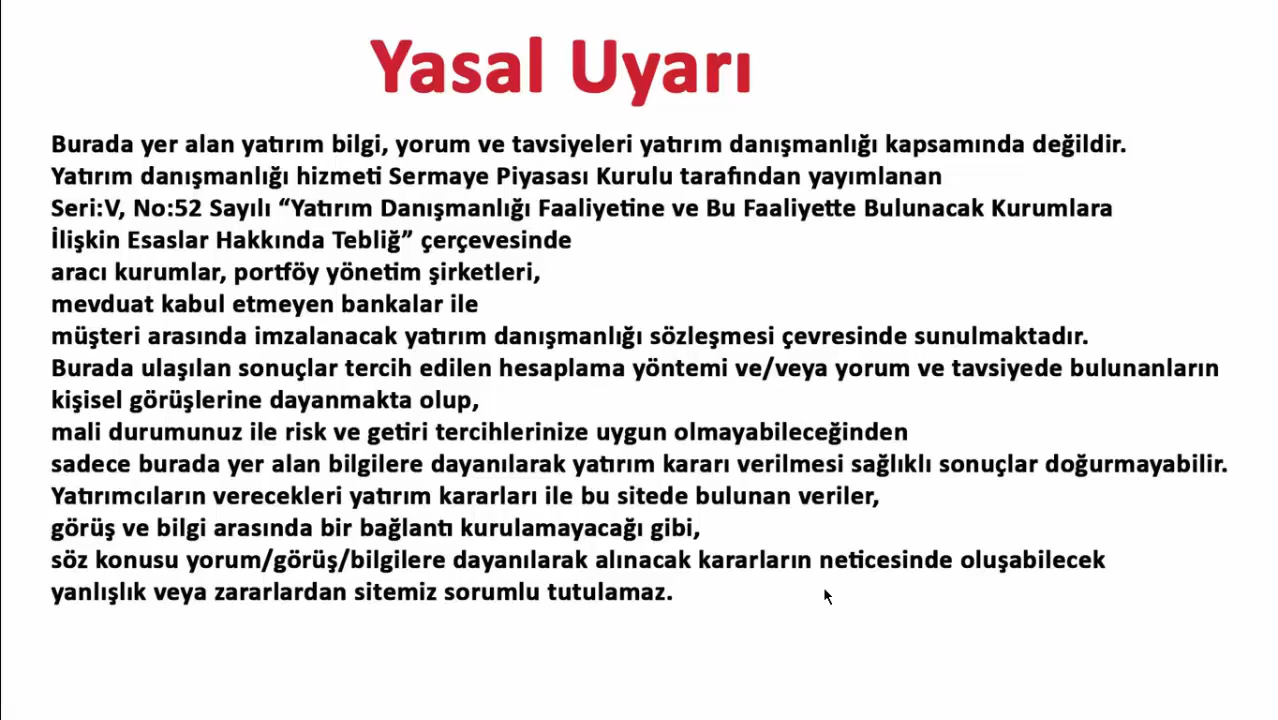 Yasal Uyarı
Burada yer alan yatırım bilgi, yorum ve tavsiyeleri yatırım danışmanlığı kapsamında değildir.
Yatırım danışmanlığı hizmeti Sermaye Piyasası Kurulu tarafından yayımlanan
Seri:V, No:52 Sayılı “Yatırım Danışmanlığı Faaliyetine ve Bu Faaliyette Bulunacak Kurumlara
İlişkin Esaslar Hakkında Tebliğ” çerçevesinde
aracı kurumlar, portföy yönetim şirketleri,
mevduat kabul etmeyen bankalar ile
müşteri arasında imzalanacak yatırım danışmanlığı sözleşmesi çevresinde sunulmaktadır.
Burada ulaşılan sonuçlar tercih edilen hesaplama yöntemi ve/veya yorum ve tavsiyede bulunanların
kişisel görüşlerine dayanmakta olup,
mali durumunuz ile risk ve getiri tercihlerinize uygun olmayabileceğinden
sadece burada yer alan bilgilere dayanılarak yatırım kararı verilmesi sağlıklı sonuçlar doğurmayabilir.
Yatırımcıların verecekleri yatırım kararları ile bu sitede bulunan veriler,
görüş ve bilgi arasında bir bağlantı kurulamayacağı gibi,
söz konusu yorum/görüş/bilgilere dayanılarak alınacak kararların neticesinde oluşabilecek
yanlışlık veya zararlardan sitemiz sorumlu tutulamaz.